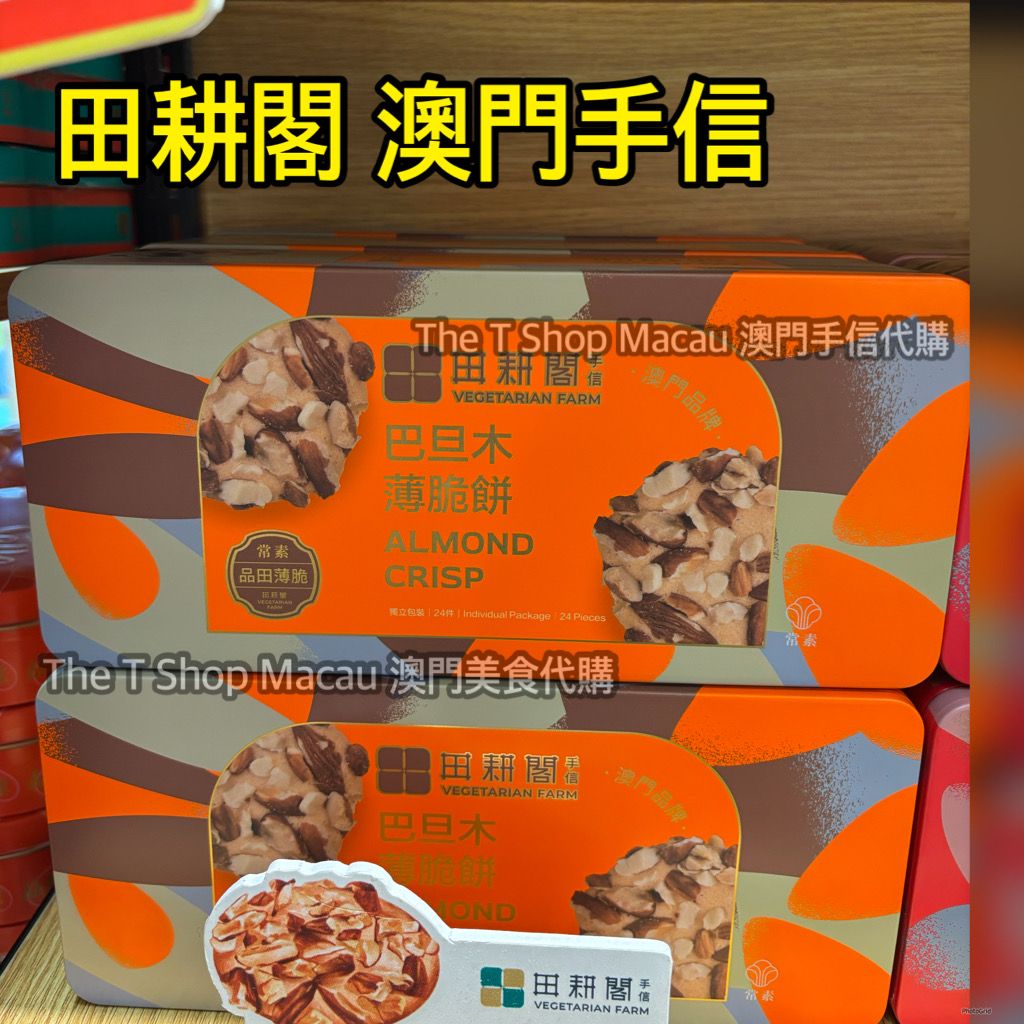 田耕閣 澳門手信
The T Shop Macau 澳門手信代購
田耕閣 手信
VEGETARIAN FARM
·澳門品牌·
巴旦木
薄脆餅
ALMOND
CRISP
常素
品田薄脆
田耕閣
VEGETARIAN
FARM
獨立包裝 | 24件 | Individual Package | 24 Pieces
常素
The T Shop Macau 澳門美食代購
田耕閣 手信
VEGETARIAN FARM
·澳門品牌·
巴旦木
薄脆餅
MOND
常素
田耕閣 手信
VEGETARIAN FARM
PhotoGrid